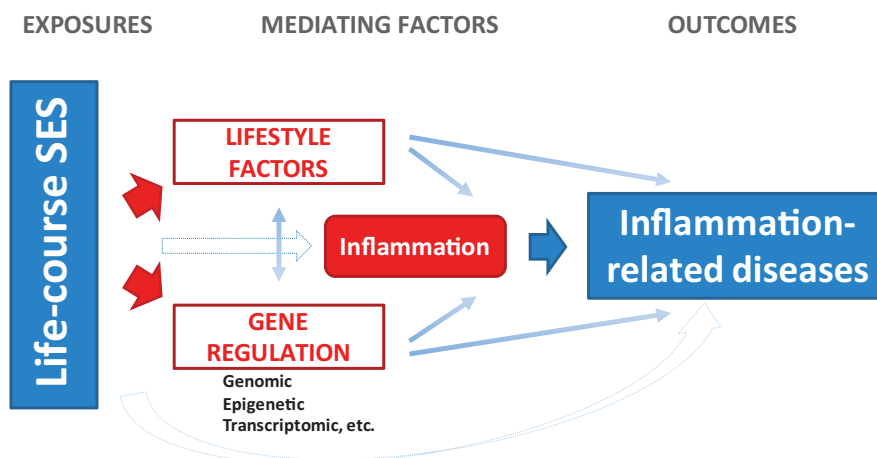 EXPOSURES
MEDIATING FACTORS
OUTCOMES
Life-course SES
LIFESTYLE
FACTORS
Inflammation
Inflammation-
related diseases
GENE
REGULATION
Genomic
Epigenetic
Transcriptomic, etc.